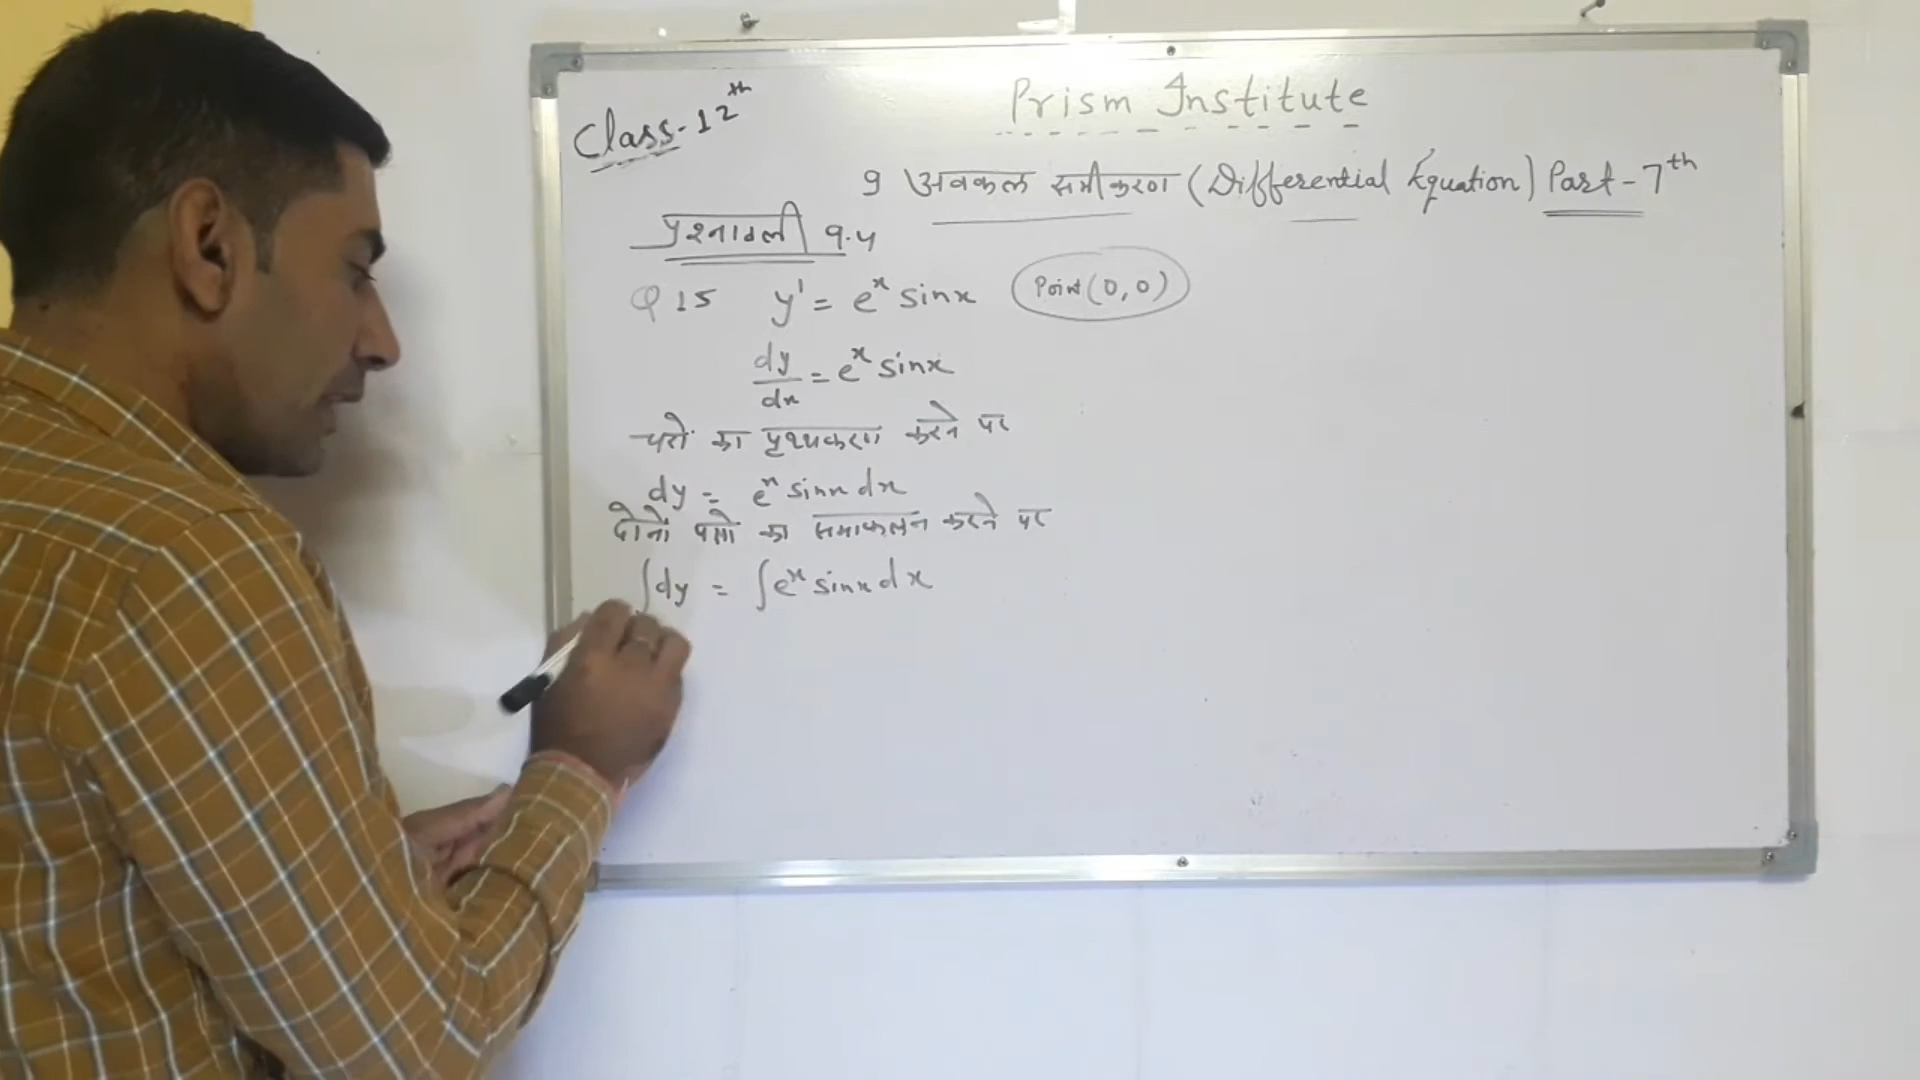 Class-12th
Prism Institute
9 अवकल समीकरण (Differential Equation) Part-7th
प्रश्नावली 9.4
Q 15 y' = e^x sinx Point (0,0)
dy/dx = e^x sinx
चरों का पृथ्थकरण करने पर
dy = e^x sinx dx
दोनों पक्षो का समाकलन करने पर
∫dy = ∫e^x sinx dx